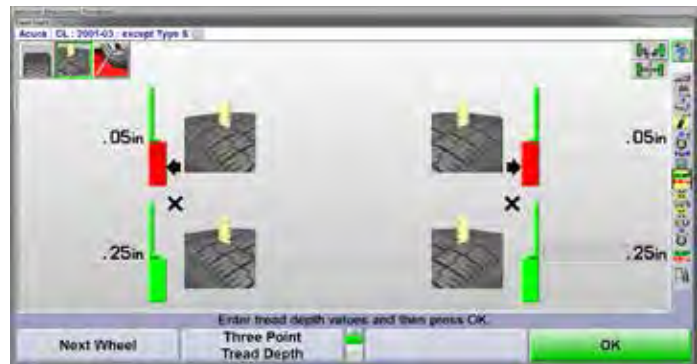 Acura : CL : 2001-03 : except Type S
.05in
.05in
.25in
.25in
Enter tread depth values and then press OK.
Next Wheel
Three Point
Tread Depth
OK